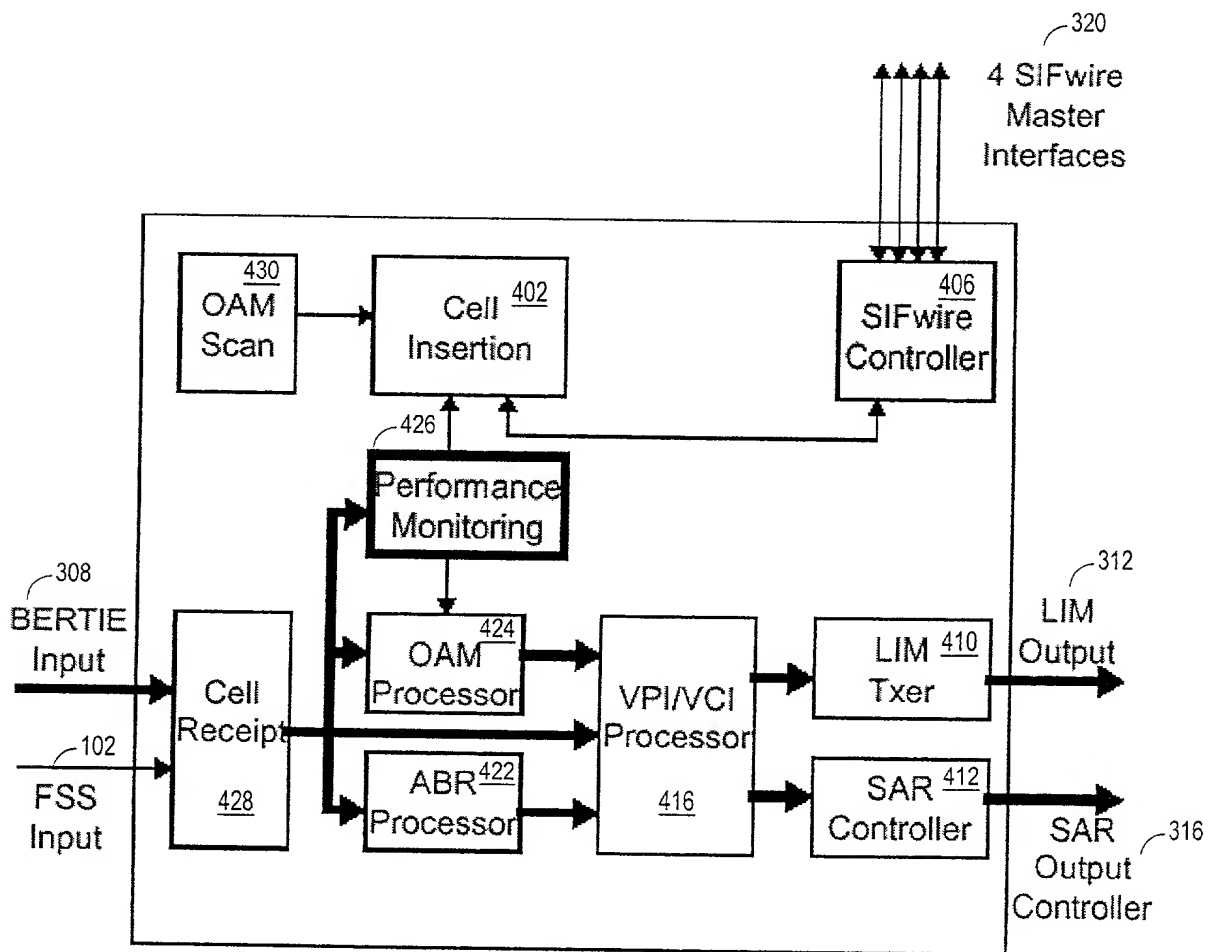 320
4 SIFwire
Master
Interfaces
430
OAM
Scan
402
Cell
Insertion
406
SIFwire
Controller
426
Performance
Monitoring
308
BERTIE
Input
102
FSS
Input
Cell
Receipt
428
424
OAM
Processor
ABR 422
Processor
VPI/VCI
Processor
416
LIM 410
Txer
SAR 412
Controller
312
LIM
Output
SAR
Output
Controller
316